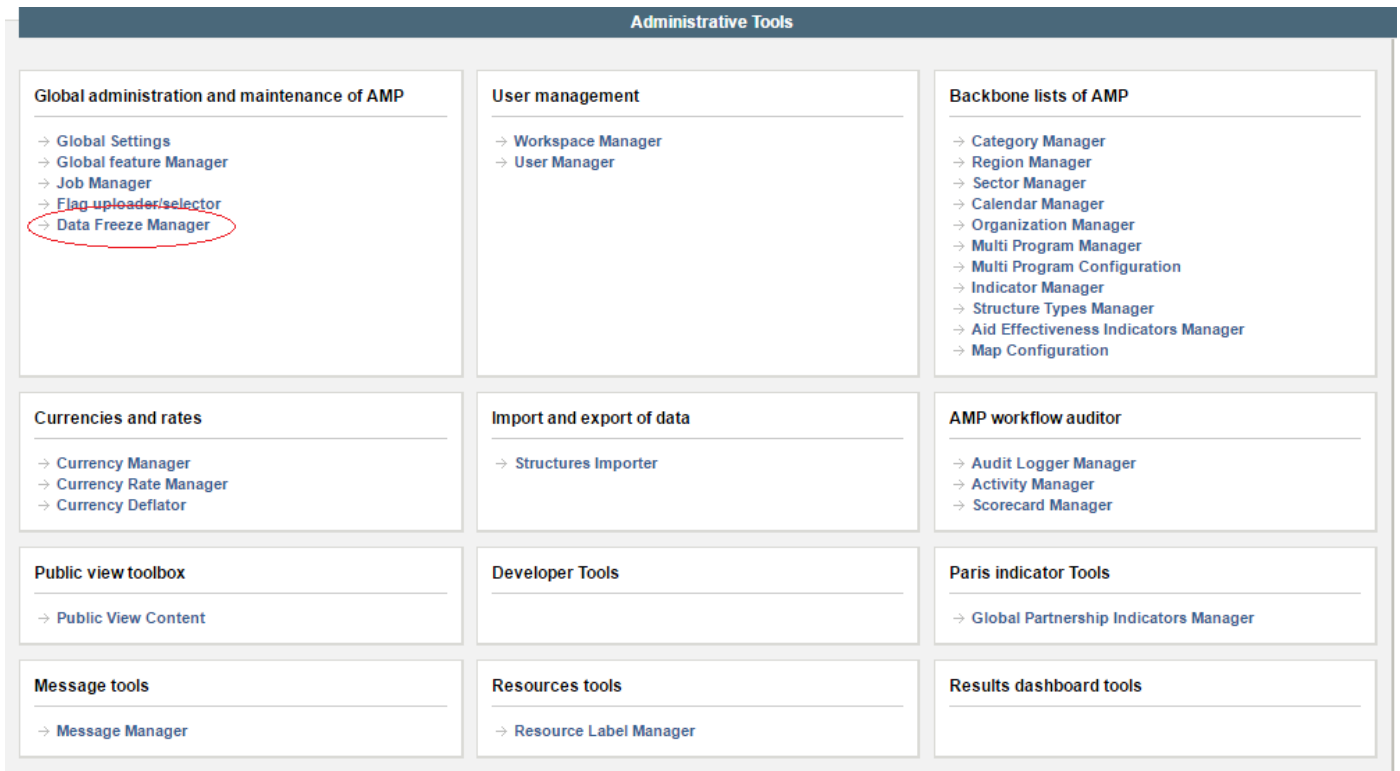 Administrative Tools
Global administration and maintenance of AMP
→ Global Settings
→ Global feature Manager
→ Job Manager
→ Flag uploader/selector
→ Data Freeze Manager
User management
→ Workspace Manager
→ User Manager
Backbone lists of AMP
→ Category Manager
→ Region Manager
→ Sector Manager
→ Calendar Manager
→ Organization Manager
→ Multi Program Manager
→ Multi Program Configuration
→ Indicator Manager
→ Structure Types Manager
→ Aid Effectiveness Indicators Manager
→ Map Configuration
Currencies and rates
→ Currency Manager
→ Currency Rate Manager
→ Currency Deflator
Import and export of data
→ Structures Importer
AMP workflow auditor
→ Audit Logger Manager
→ Activity Manager
→ Scorecard Manager
Public view toolbox
→ Public View Content
Developer Tools
Paris indicator Tools
→ Global Partnership Indicators Manager
Message tools
→ Message Manager
Resources tools
→ Resource Label Manager
Results dashboard tools